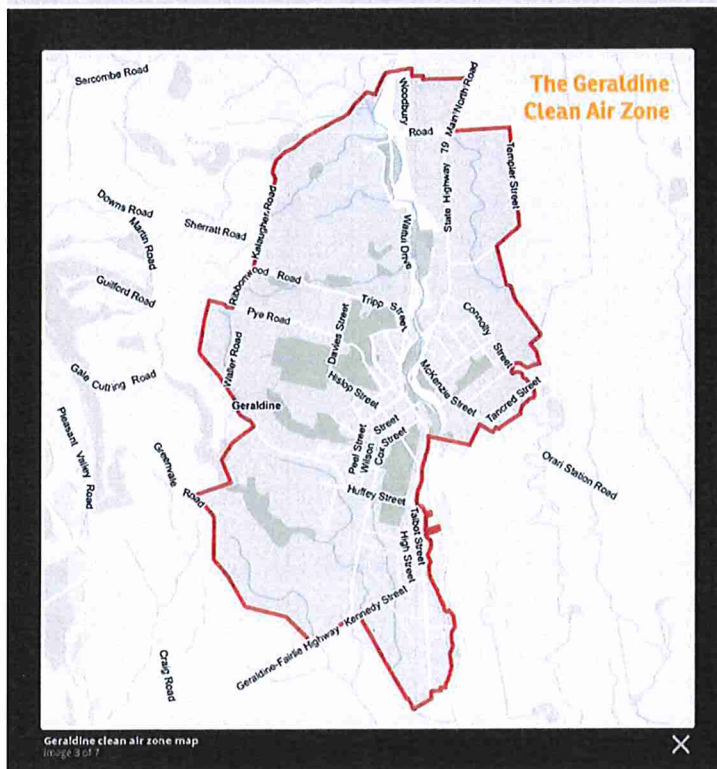 The Geraldine
Clean Air Zone
Sercombe Road
Woodbury
Road
State Highway 79 Main North Road
Templer Street
Downs Road
Martin Road
Sherratt Road
Kalaugher Road
Waitui Drive
Guilford Road
Ribbonwood Road
Pye Road
Tripp Street
Davies Street
Connolly Street
Waller Road
Gale Cutting Road
Hislop Street
McKenzie Street
Tancred Street
Geraldine
Pleasant Valley Road
Greenvale Road
Peel Street
Wilson Street
Cox Street
Orari Station Road
Huffey Street
Talbot Street
High Street
Geraldine-Fairlie Highway
Kennedy Street
Craig Road
Geraldine clean air zone map
Image 3 of 7